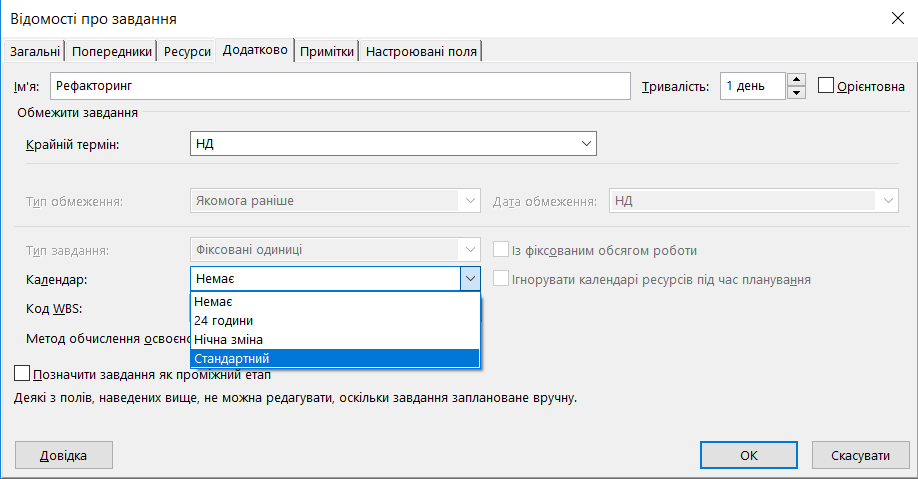 Відомості про завдання
Загальні Попередники Ресурси Додатково Примітки Настроювані поля
Ім'я: Рефакторинг Тривалість: 1 день Орієнтовна
Обмежити завдання
Крайній термін: НД
Тип обмеження: Якомога раніше Дата обмеження: НД
Тип завдання: Фіксовані одиниці Із фіксованим обсягом роботи
Календар: Немає Ігнорувати календарі ресурсів під час планування
Немає
Код WBS:
24 години
Нічна зміна
Метод обчислення
Стандартний
Позначити завдання як проміжний етап
Деякі з полів, наведених вище, не можна редагувати, оскільки завдання заплановане вручну.
Довідка ОК Скасувати